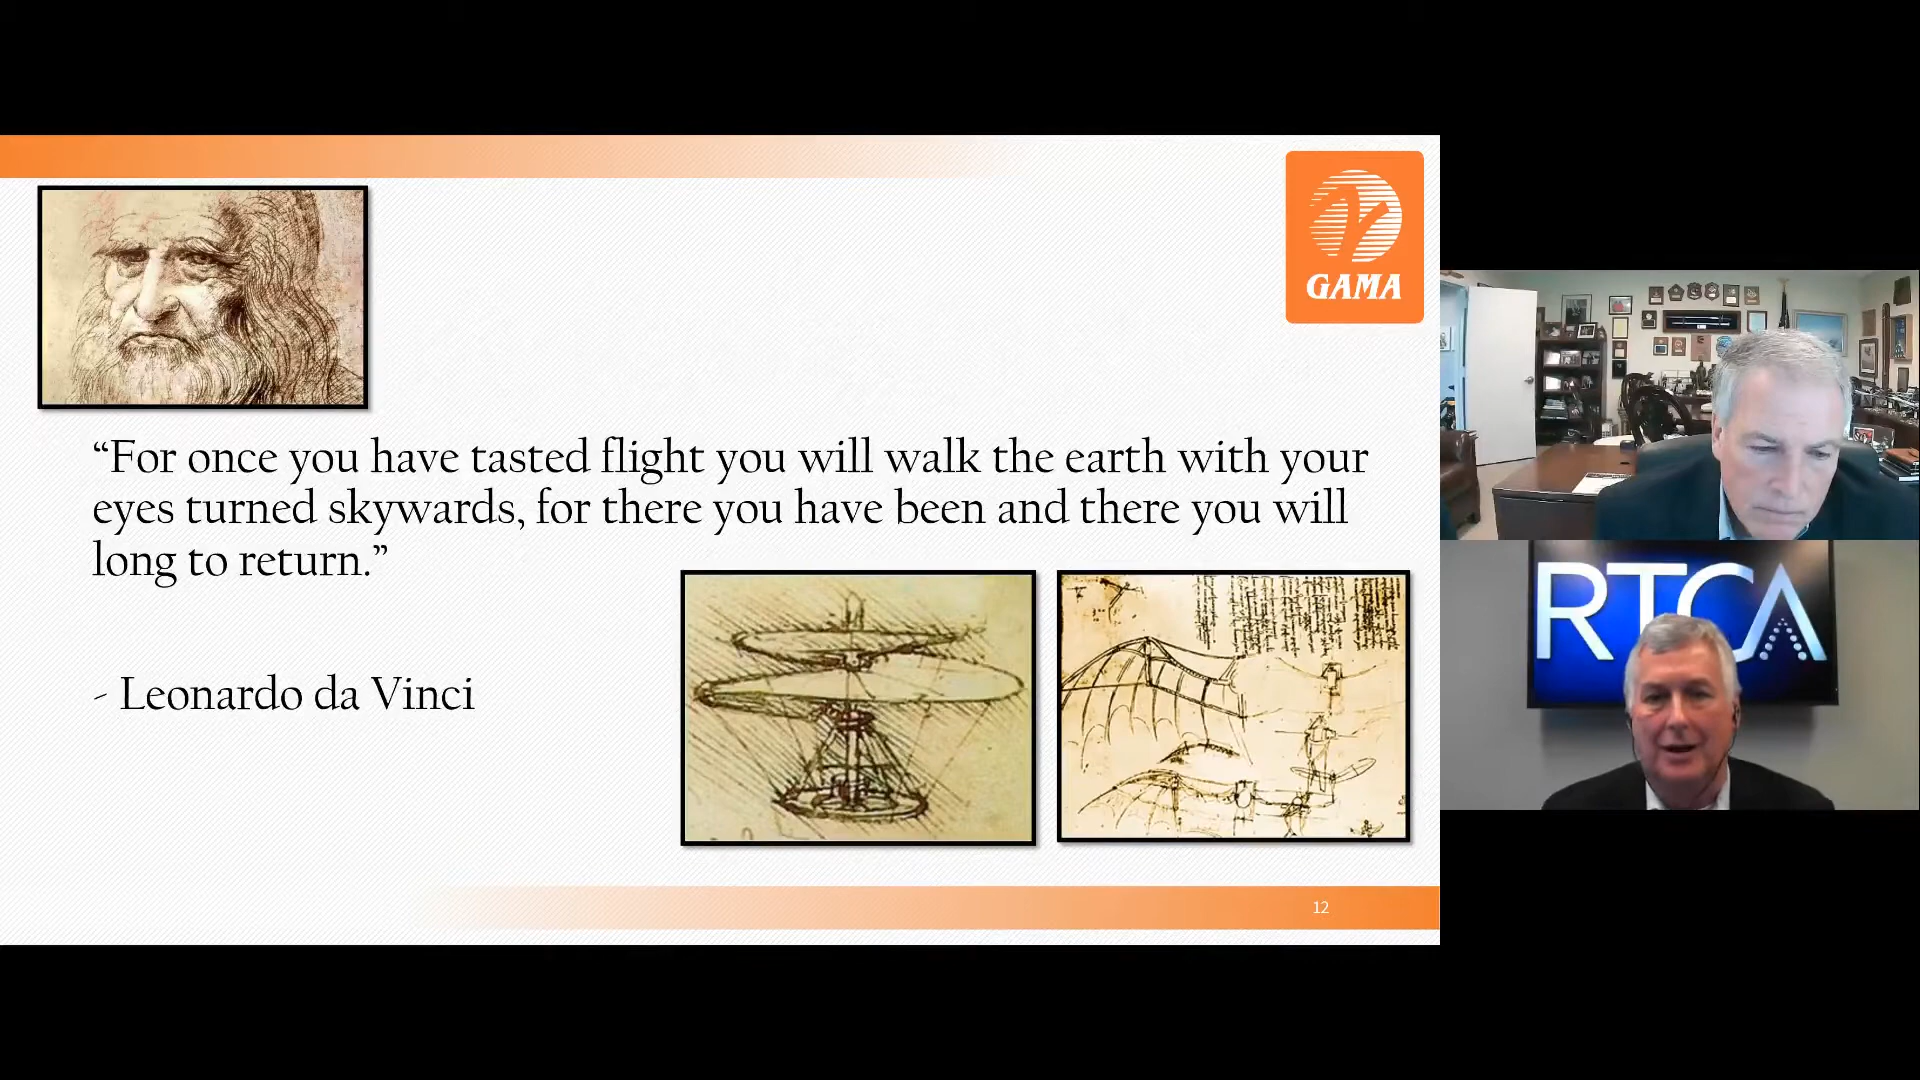 GAMA
“For once you have tasted flight you will walk the earth with your
eyes turned skywards, for there you have been and there you will
long to return.”
- Leonardo da Vinci
12
RTCA